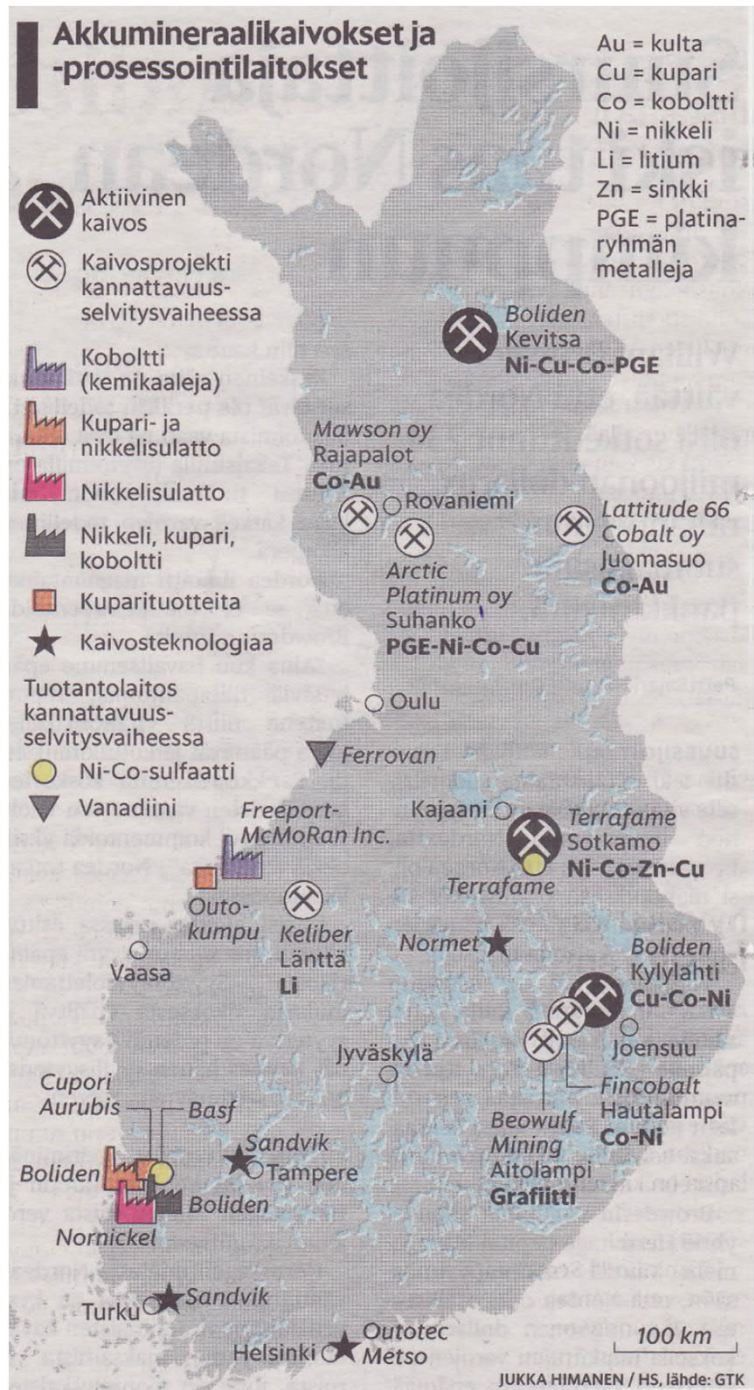 Akkumineraalikaivokset ja
-prosessointilaitokset
Au = kulta
Cu = kupari
Co = koboltti
Ni = nikkeli
Li = litium
Zn = sinkki
PGE = platina-
ryhmän
metalleja
Aktiivinen
kaivos
Kaivosprojekti
kannattavuus-
selvitysvaiheessa
Koboltti
(kemikaaleja)
Kupari- ja
nikkelisulatto
Nikkelisulatto
Nikkeli, kupari,
koboltti
Kuparituotteita
Kaivosteknologiaa
Tuotantolaitos
kannattavuus-
selvitysvaiheessa
Ni-Co-sulfaatti
Vanadiini
Boliden
Kevitsa
Ni-Cu-Co-PGE
Mawson oy
Rajapalot
Co-Au
Rovaniemi
Arctic
Platinum oy
Suhanko
PGE-Ni-Co-Cu
Lattitude 66
Cobalt oy
Juomasuo
Co-Au
Oulu
Ferrovan
Freeport-
McMoRan Inc.
Outo-
kumpu
Kajaani
Terrafame
Sotkamo
Ni-Co-Zn-Cu
Terrafame
Keliber
Länttä
Li
Normet
Vaasa
Boliden
Kylylahti
Cu-Co-Ni
Joensuu
Jyväskylä
Fincobalt
Hautalampi
Co-Ni
Beowulf
Mining
Aitolampi
Grafiitti
Cupori
Aurubis
Basf
Boliden
Sandvik
Tampere
Boliden
Nornickel
Turku
Sandvik
Helsinki
Outotec
Metso
100 km
JUKKA HIMANEN / HS, lähde: GTK